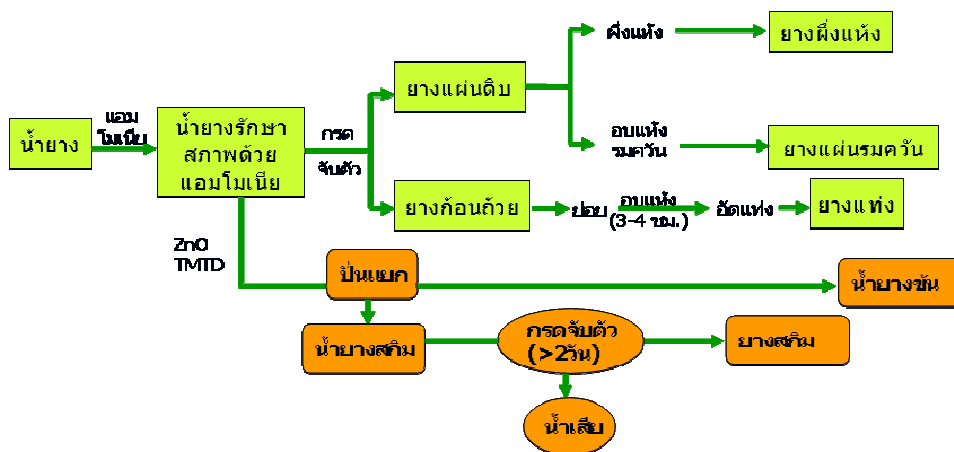 น้ำยาง
แอม
โมเนีย
น้ำยางรักษา
สภาพด้วย
แอมโมเนีย
กรด
จับตัว
ยางแผ่นดิบ
ผึ่งแห้ง
ยางผึ่งแห้ง
อบแห้ง
รมควัน
ยางแผ่นรมควัน
ยางก้อนถ้วย
ย่อย
อบแห้ง
(3-4 ชม.)
อัดแท่ง
ยางแท่ง
ZnO
TMTD
ปั่นแยก
น้ำยางข้น
น้ำยางสกิม
กรดจับตัว
(>2วัน)
ยางสกิม
น้ำเสีย